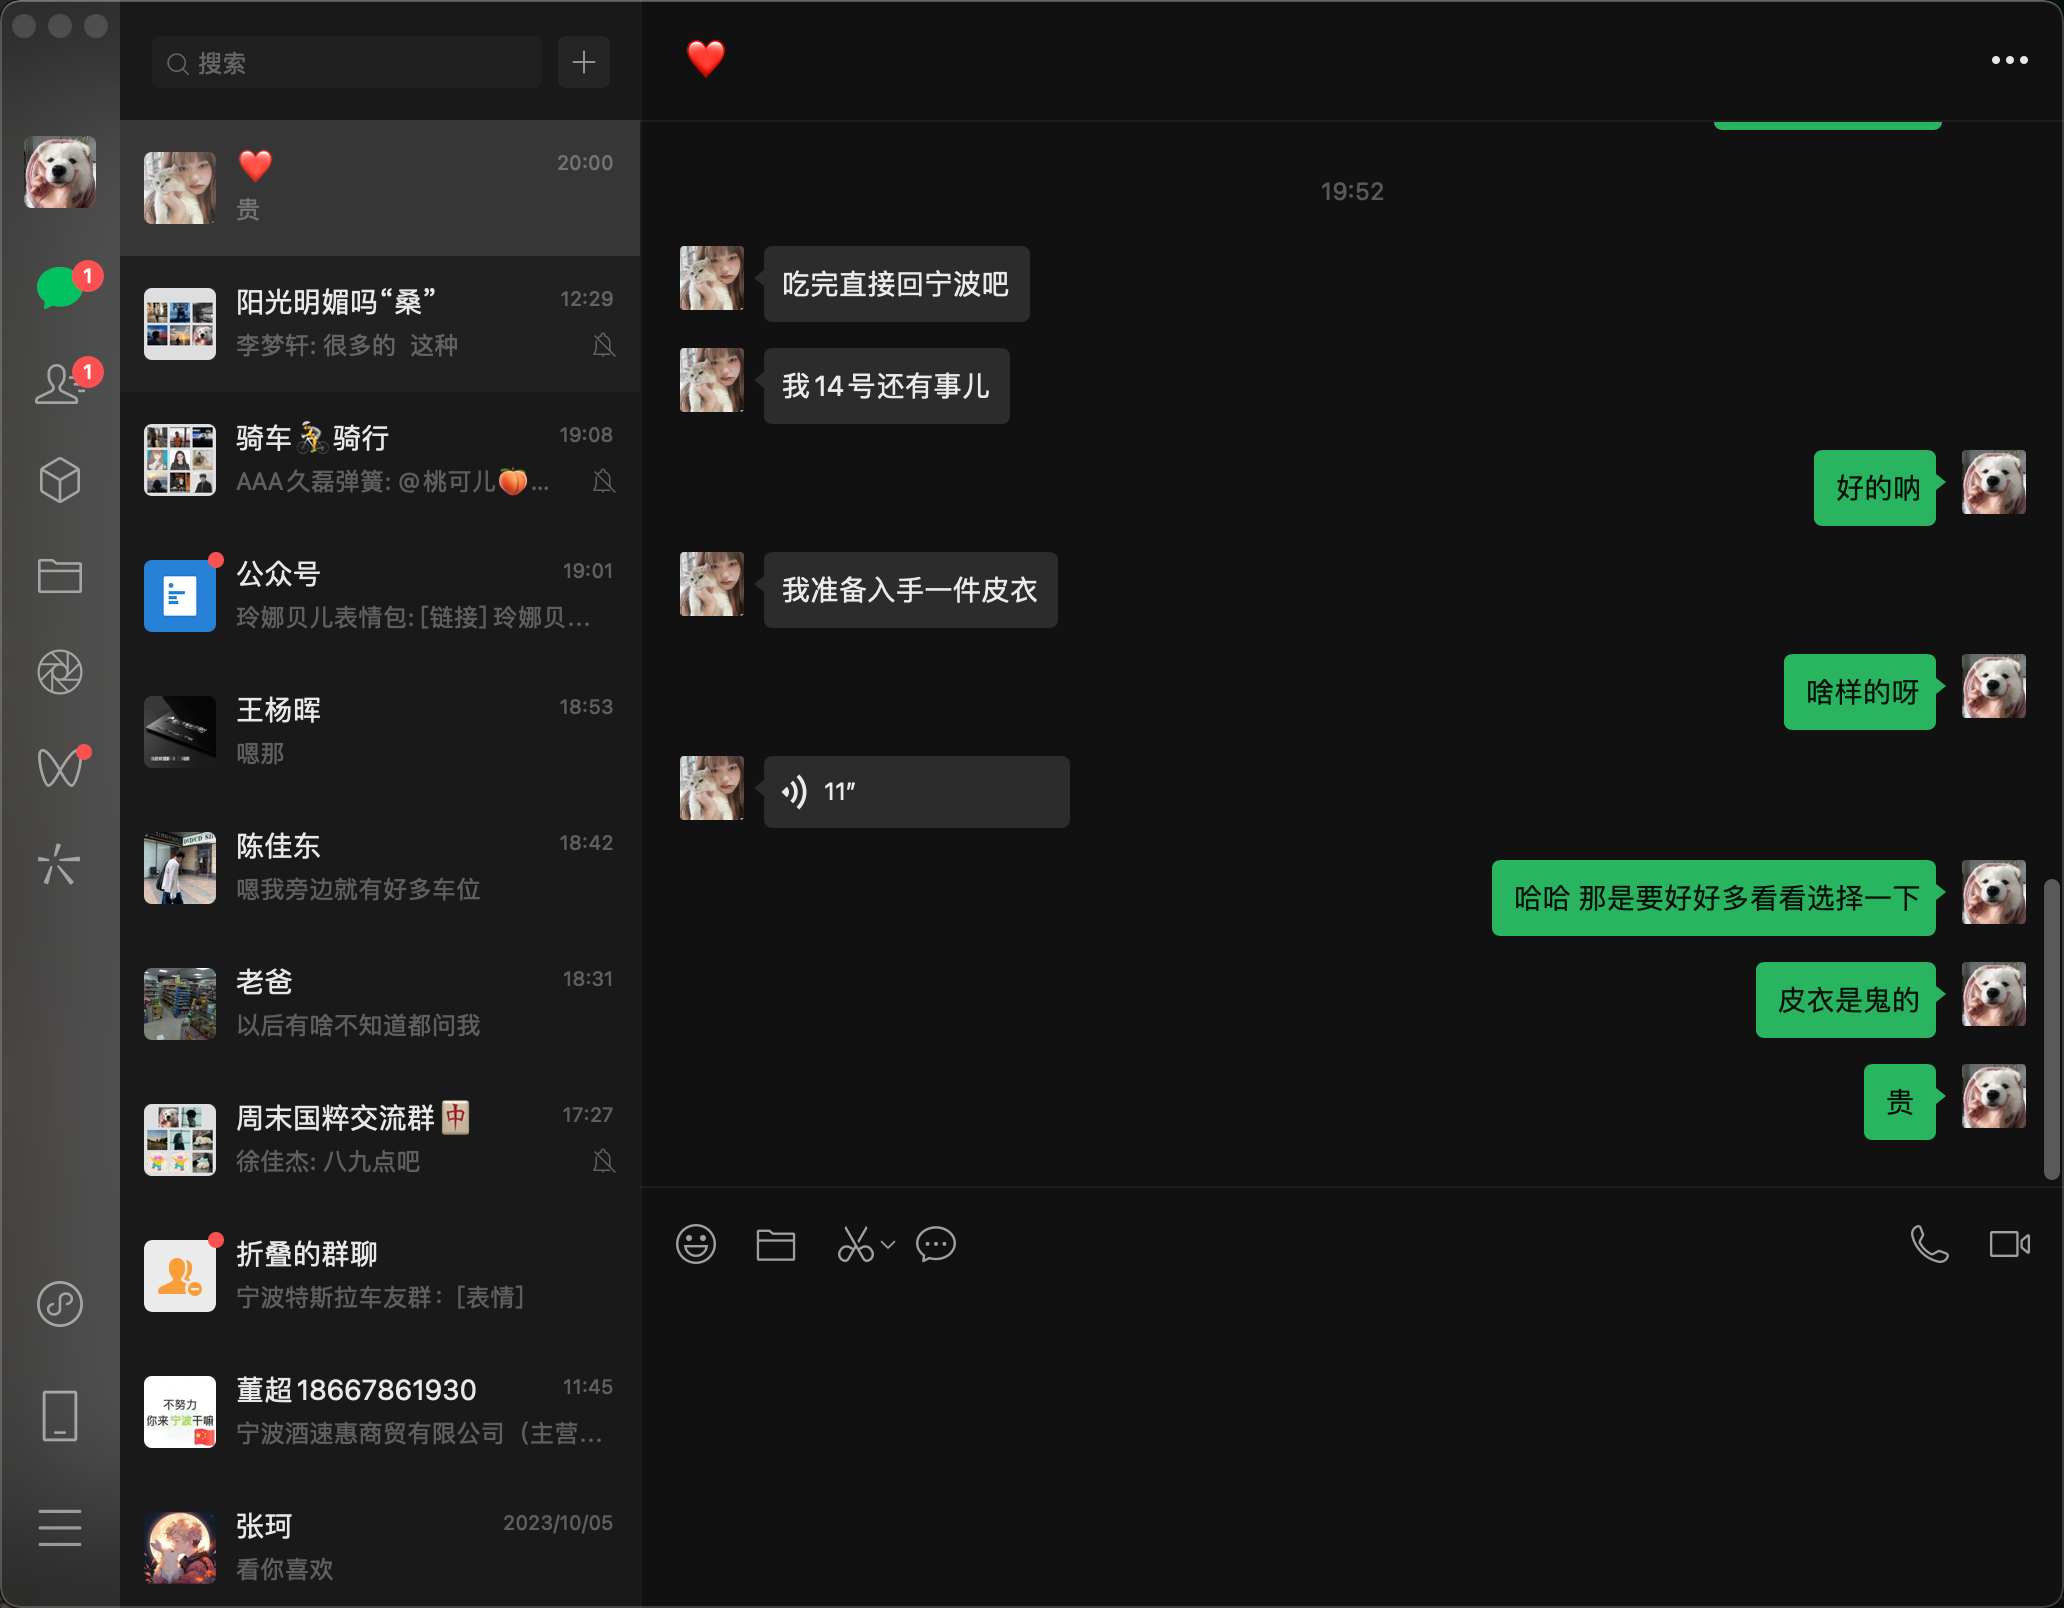 搜索
❤️
20:00
贵
阳光明媚吗“桑”
12:29
李梦轩: 很多的 这种
骑车🚴骑行
19:08
AAA久磊弹簧: @桃可儿🍑...
公众号
19:01
玲娜贝儿表情包: [链接] 玲娜贝...
王杨晖
18:53
嗯那
陈佳东
18:42
嗯我旁边就有好多车位
老爸
18:31
以后有啥不知道都问我
周末国粹交流群🀄
17:27
徐佳杰: 八九点吧
折叠的群聊
宁波特斯拉车友群：[表情]
不努力
你来宁波干嘛
董超18667861930
11:45
宁波酒速惠商贸有限公司（主营...
张珂
2023/10/05
看你喜欢
1
1
❤️
19:52
吃完直接回宁波吧
我14号还有事儿
好的呐
我准备入手一件皮衣
啥样的呀
11″
哈哈 那是要好好多看看选择一下
皮衣是鬼的
贵